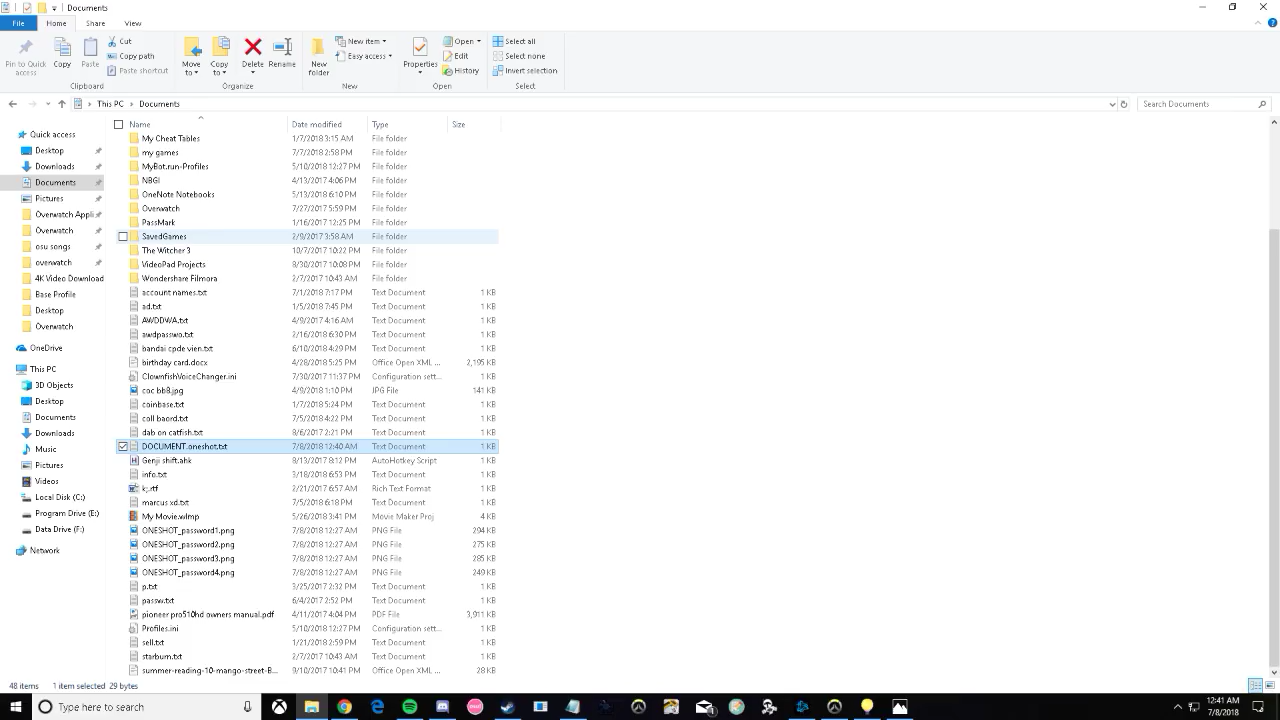 Documents
File Home Share View
Pin to Quick access
Copy
Paste
Cut
Copy path
Paste shortcut
Clipboard
Move to
Copy to
Delete
Rename
Organize
New folder
New item
Easy access
New
Properties
Open
Edit
History
Open
Select all
Select none
Invert selection
Select
This PC > Documents
Search Documents
Quick access
Desktop
Downloads
Documents
Pictures
Overwatch Appli
Overwatch
osu songs
overwatch
4K Video Download
Base Profile
Desktop
Overwatch
OneDrive
This PC
3D Objects
Desktop
Documents
Downloads
Music
Pictures
Videos
Local Disk (C:)
Program Drive (E:)
Data Drive (F:)
Network
Name Date modified Type Size
My Cheat Tables 1/7/2018 3:15 AM File folder
my games 7/7/2018 2:58 PM File folder
MyBot.run-Profiles 5/10/2018 12:27 PM File folder
NBGI 4/13/2017 4:06 PM File folder
OneNote Notebooks 5/13/2018 6:10 PM File folder
Overwatch 7/27/2017 5:59 PM File folder
PassMark 1/16/2017 12:25 PM File folder
SavedGames 2/9/2017 3:58 AM File folder
The Witcher 3 10/7/2017 10:22 PM File folder
VideoPad Projects 8/30/2017 10:08 PM File folder
Wondershare Filmora 2/7/2017 10:43 AM File folder
account names.txt 7/1/2018 7:17 PM Text Document 1 KB
ad.txt 1/5/2018 7:45 PM Text Document 1 KB
AWDDWA.txt 4/9/2017 4:16 AM Text Document 1 KB
awdpasswo.txt 2/16/2018 6:30 PM Text Document 1 KB
bandai cpde vien.txt 6/10/2018 4:29 PM Text Document 1 KB
birthday card.docx 4/28/2018 5:25 PM Office Open XML ... 2,195 KB
ClownfishVoiceChanger.ini 7/30/2017 11:37 PM Configuration sett... 1 KB
coc bb8.jpg 4/9/2018 1:10 PM JPG File 141 KB
coinbase.txt 1/7/2018 5:24 PM Text Document 1 KB
coll baord.txt 7/5/2018 4:22 PM Text Document 1 KB
dab on catfish.txt 8/6/2017 2:21 PM Text Document 1 KB
DOCUMENT.oneshot.txt 7/8/2018 12:40 AM Text Document 1 KB
Genji shift.ahk 8/13/2017 8:12 PM AutoHotkey Script 1 KB
info.txt 3/18/2018 6:53 PM Text Document 1 KB
k;.rtf 2/21/2017 6:57 AM Rich Text Format 1 KB
marcus xd.txt 7/5/2018 6:18 PM Text Document 1 KB
My Movie.wlmp 5/26/2018 3:41 PM Movie Maker Proj 4 KB
ONESHOT_password1.png 7/8/2018 12:27 AM PNG File 294 KB
ONESHOT_password2.png 7/8/2018 12:27 AM PNG File 275 KB
ONESHOT_password3.png 7/8/2018 12:27 AM PNG File 285 KB
ONESHOT_password4.png 7/8/2018 12:27 AM PNG File 249 KB
p.txt 3/25/2018 2:32 PM Text Document 1 KB
passw.txt 6/4/2017 2:52 PM Text Document 1 KB
pioneer pro510hd owners manual.pdf 4/11/2017 4:04 PM PDF File 3,911 KB
Profiles.ini 5/10/2018 12:27 PM Configuration sett... 1 KB
sell.txt 1/21/2018 2:59 PM Text Document 1 KB
starburn.txt 2/7/2017 10:43 AM Text Document 1 KB
summer-reading-10-mango-street-B... 9/10/2017 10:41 PM Office Open XML ... 28 KB
48 items 1 item selected 29 bytes
Type here to search
12:41 AM
7/8/2018